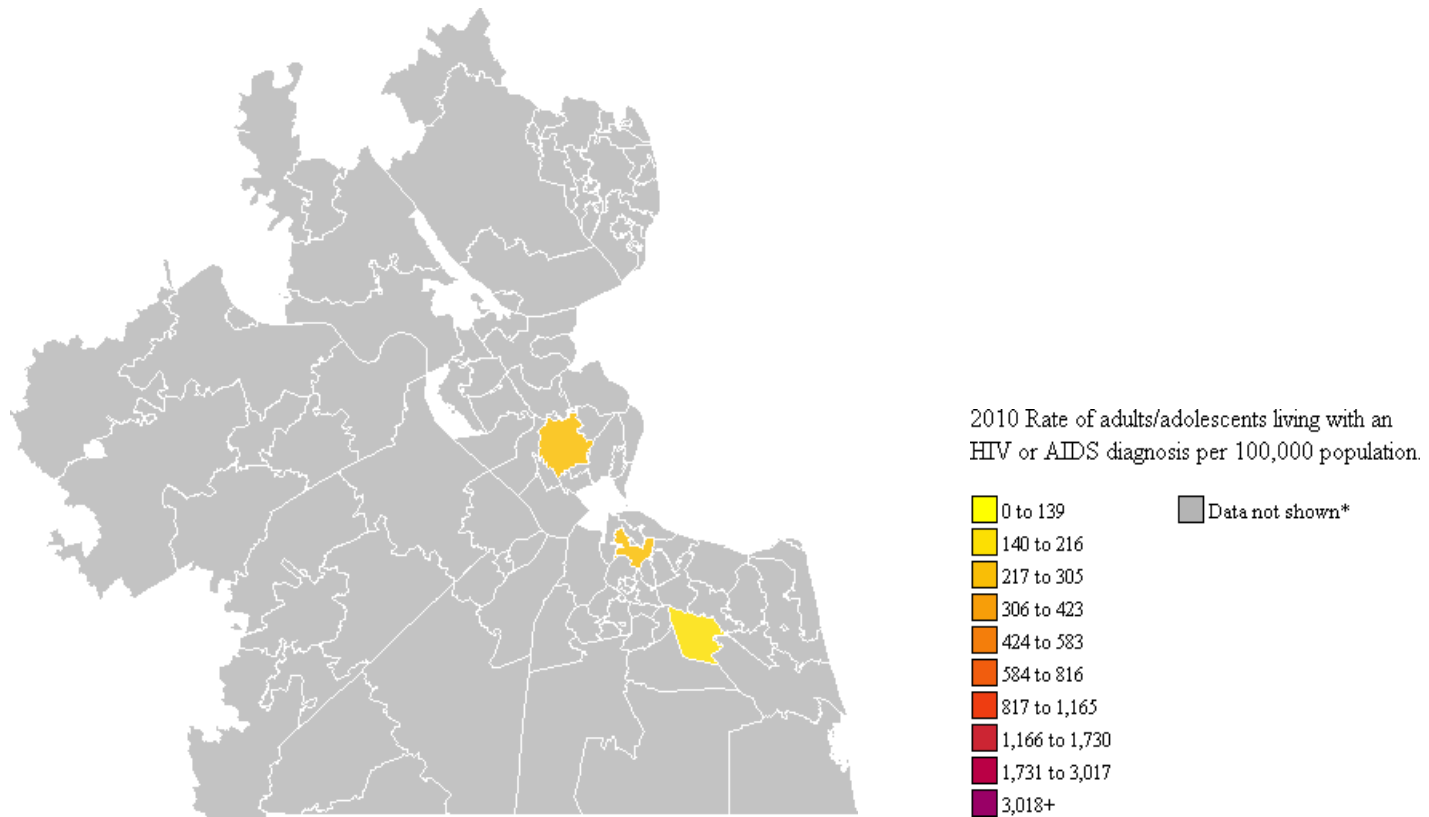 2010 Rate of adults/adolescents living with an
HIV or AIDS diagnosis per 100,000 population.
0 to 139
Data not shown*
140 to 216
217 to 305
306 to 423
424 to 583
584 to 816
817 to 1,165
1,166 to 1,730
1,731 to 3,017
3,018+